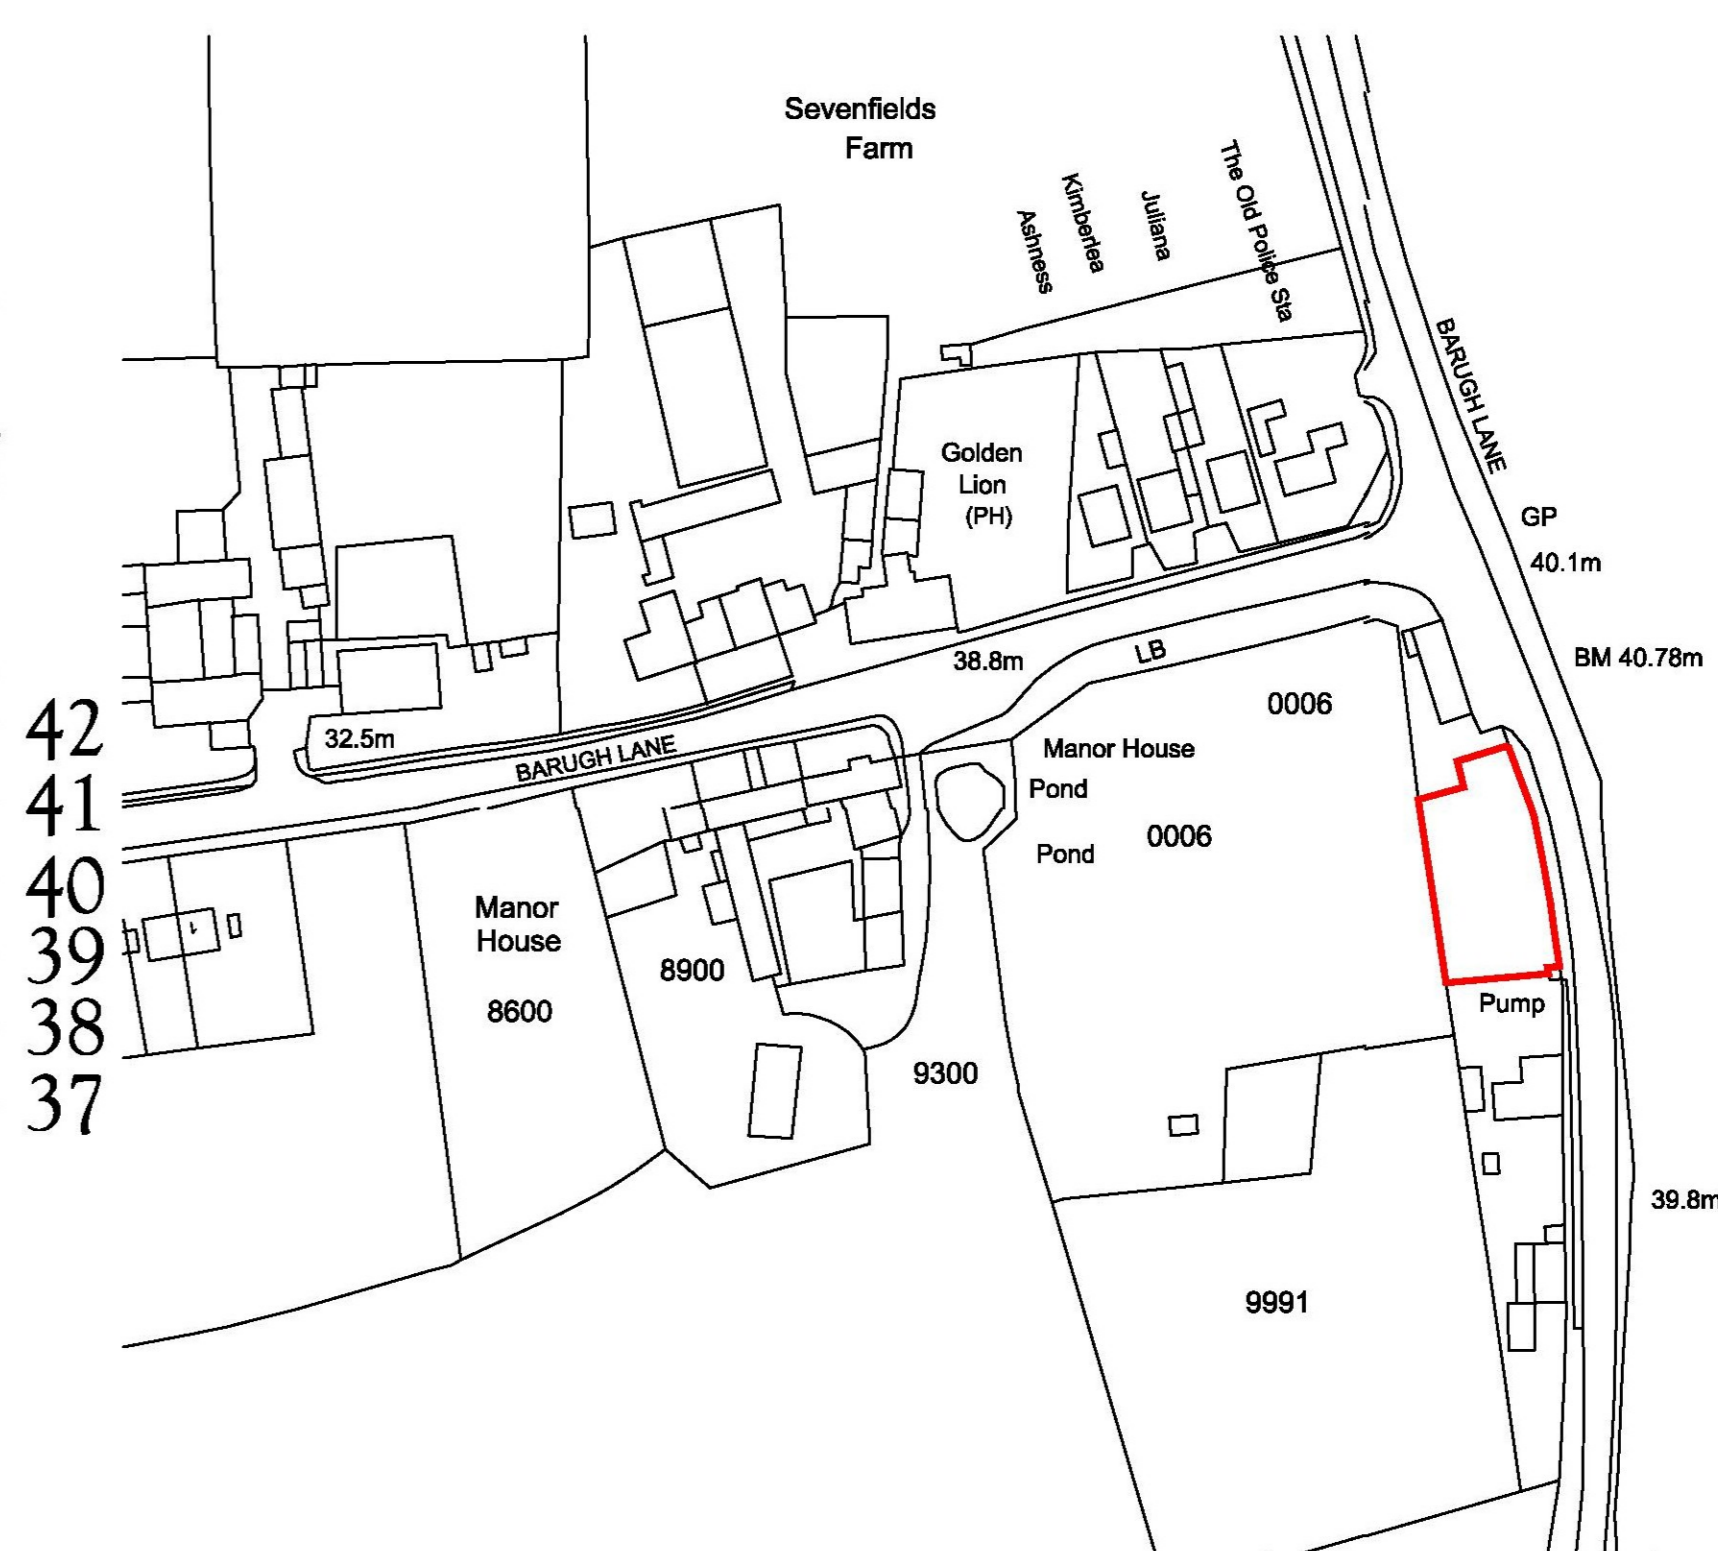 Sevenfields
Farm
Ashness
Kimberlea
Juliana
The Old Police Sta
BARUGH LANE
Golden
Lion
(PH)
GP
40.1m
BM 40.78m
38.8m
LB
0006
42
32.5m
BARUGH LANE
Manor House
Pond
41
0006
Pond
40
Manor
House
39
8900
8600
38
Pump
9300
37
39.8m
9991